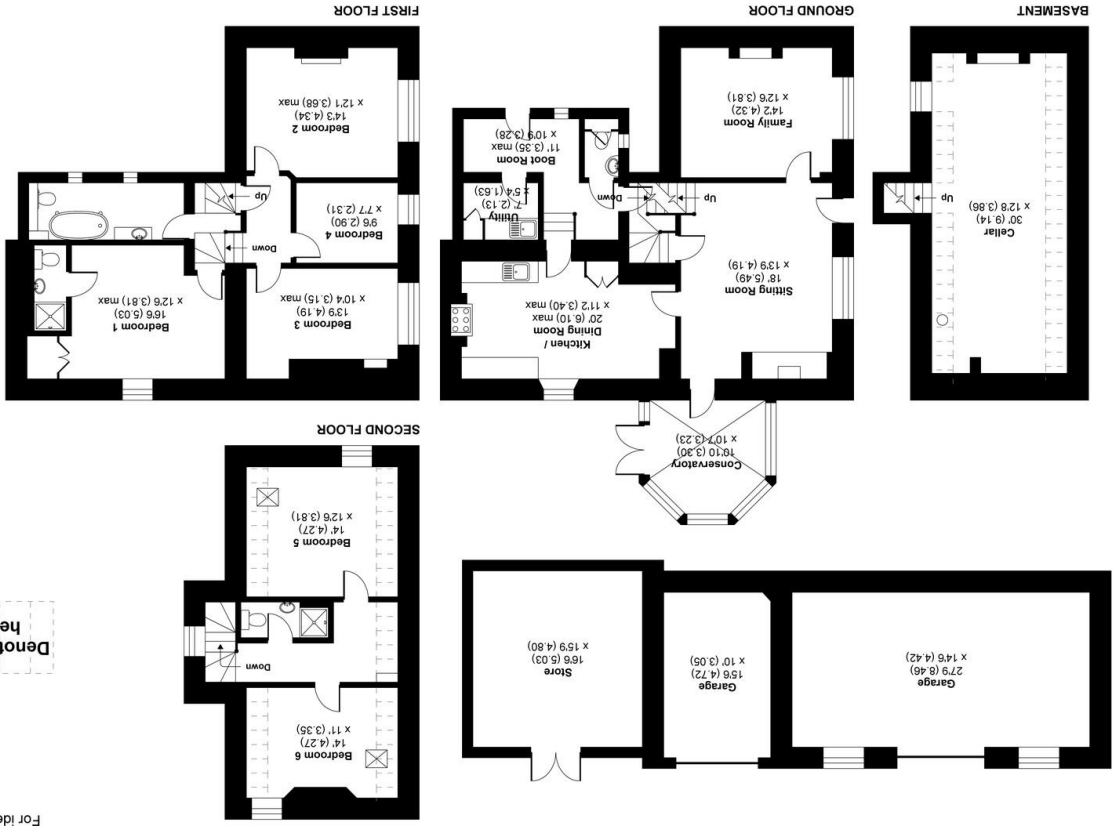 For ide
Garage
27'9 (8.46)
x 14'6 4.42)
Garage
15'6 (4.72)
x 10' (3.05)
Store
16'6 (5.03)
x 15'9 (4.80)
Bedroom 6
14' (4.27)
x 11' (3.35)
Down
Denot
he
Bedroom 5
14' (4.27)
x 12'6 (3.81)
SECOND FLOOR
Conservatory
10'10 (3.30)
x 10'7 (3.23)
Cellar
30' (9.14)
x 12'8 (3.86)
Up
BASEMENT
Sitting Room
18' (5.49)
x 13'9 (4.19)
Kitchen /
Dining Room
20' (6.10) max
x 11'2 (3.40) max
Up
Down
Utility
7' (2.13)
x 5'4 (1.63)
Boot Room
11' (3.35) max
x 10'9 (3.28)
Family Room
14'2 (4.32)
x 12'6 (3.81)
GROUND FLOOR
Bedroom 3
13'9 (4.19)
x 10'4 (3.15)
Bedroom 1
16'6 (5.03)
x 12'6 (3.81) max
Down
Bedroom 4
9'6 (2.90)
x 7'7 (2.31)
Up
Bedroom 2
14'3 (4.34)
x 12'1 (3.68) max
FIRST FLOOR